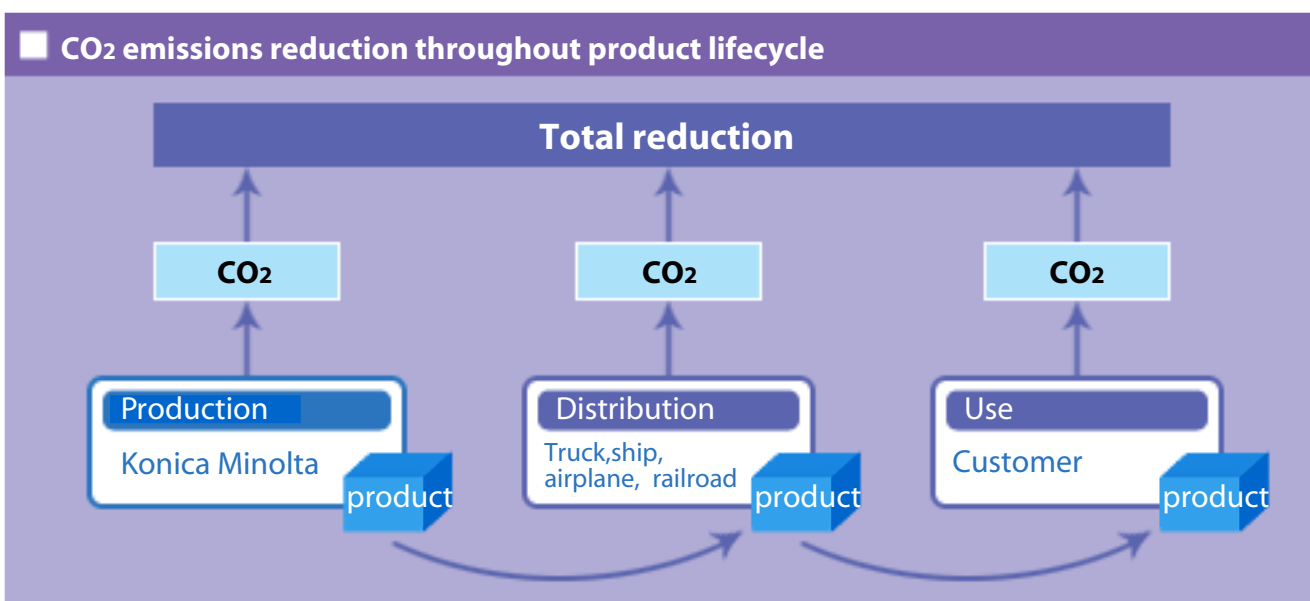 CO2 emissions reduction throughout product lifecycle
Total reduction
CO2
CO2
CO2
Production
Konica Minolta
product
Distribution
Truck,ship,
airplane, railroad
product
Use
Customer
product